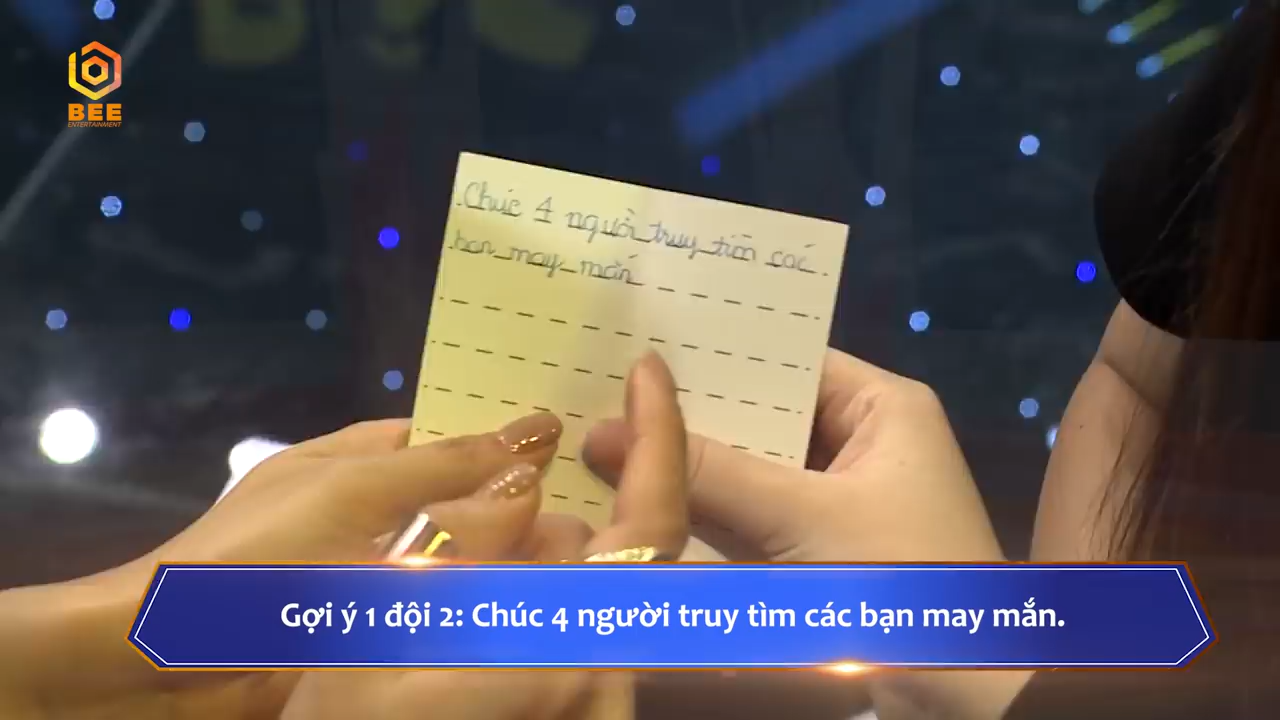 BEE
ENTERTAINMENT
Chúc 4 người truy tìm các
bạn may mắn
Gợi ý 1 đội 2: Chúc 4 người truy tìm các bạn may mắn.